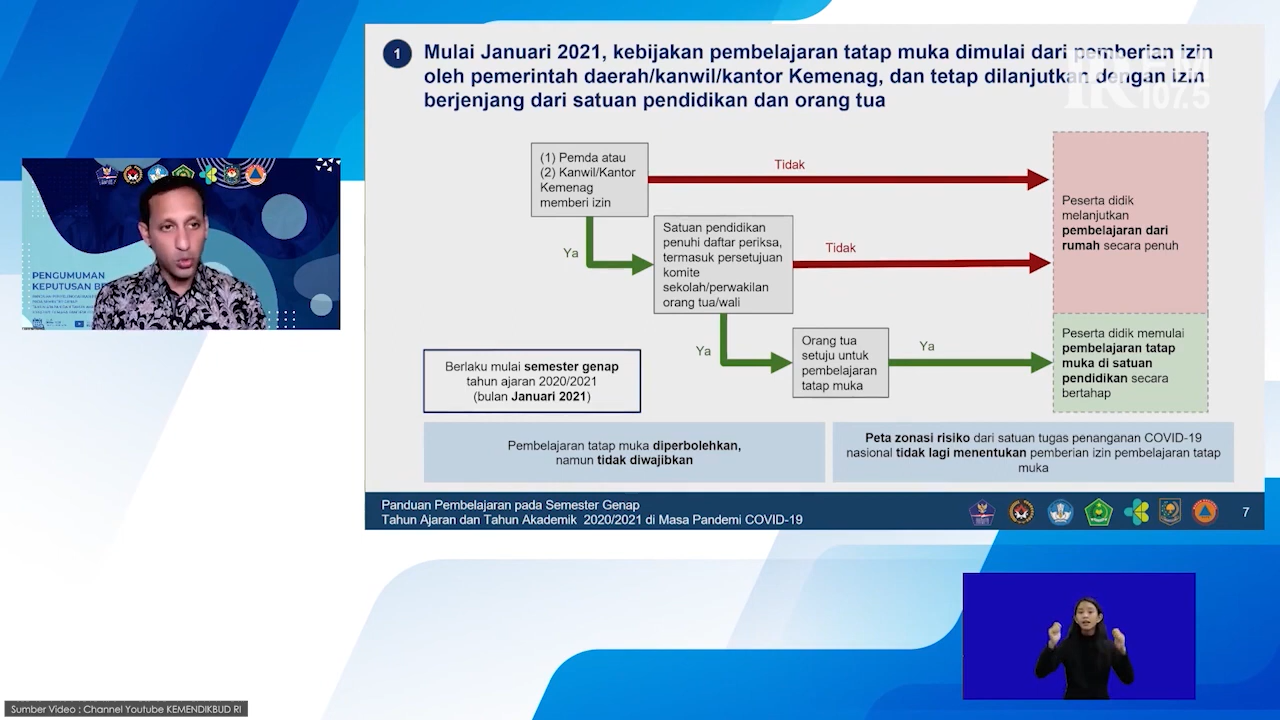 1
Mulai Januari 2021, kebijakan pembelajaran tatap muka dimulai dari pemberian izin
oleh pemerintah daerah/kanwil/kantor Kemenag, dan tetap dilanjutkan dengan izin
berjenjang dari satuan pendidikan dan orang tua
107.5
(1) Pemda atau
(2) Kanwil/Kantor
Kemenag
memberi izin
Tidak
Ya
Satuan pendidikan
penuhi daftar periksa,
termasuk persetujuan
komite
sekolah/perwakilan
orang tua/wali
Tidak
Peserta didik
melanjutkan
pembelajaran dari
rumah secara penuh
Ya
Orang tua
setuju untuk
pembelajaran
tatap muka
Ya
Peserta didik memulai
pembelajaran tatap
muka di satuan
pendidikan secara
bertahap
Berlaku mulai semester genap
tahun ajaran 2020/2021
(bulan Januari 2021)
Pembelajaran tatap muka diperbolehkan,
namun tidak diwajibkan
Peta zonasi risiko dari satuan tugas penanganan COVID-19
nasional tidak lagi menentukan pemberian izin pembelajaran tatap
muka
Panduan Pembelajaran pada Semester Genap
Tahun Ajaran dan Tahun Akademik 2020/2021 di Masa Pandemi COVID-19
7
PENGUMUMAN
KEPUTUSAN
Sumber Video : Channel Youtube KEMENDIKBUD RI